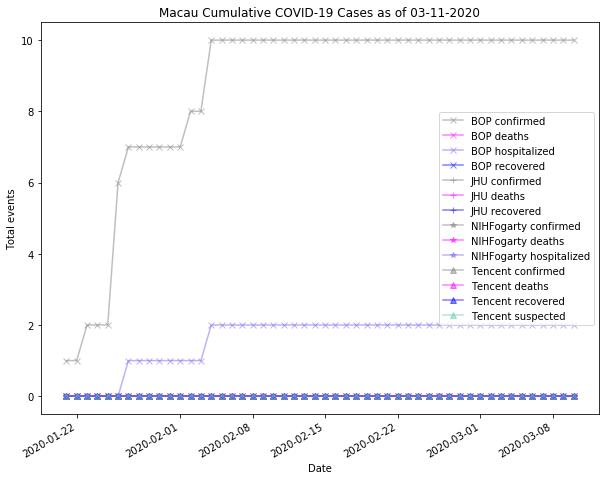 Macau Cumulative COVID-19 Cases as of 03-11-2020
10
8
6
4
2
0
Total events
BOP confirmed
BOP deaths
BOP hospitalized
BOP recovered
JHU confirmed
JHU deaths
JHU recovered
NIHFogarty confirmed
NIHFogarty deaths
NIHFogarty hospitalized
Tencent confirmed
Tencent deaths
Tencent recovered
Tencent suspected
2020-01-22
2020-02-01
2020-02-08
2020-02-15
2020-02-22
2020-03-01
2020-03-08
Date